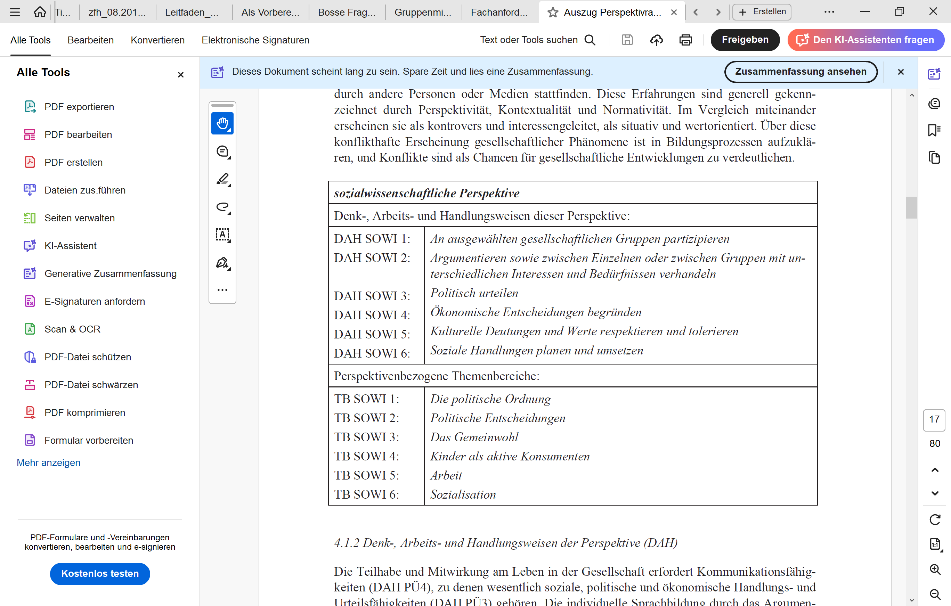 zfh_08.201...
Leitfaden_...
Als Vorbere...
Bosse Frag...
Gruppenmi...
Fachanford...
Auszug Perspektivra...
Erstellen
Alle Tools
Bearbeiten
Konvertieren
Elektronische Signaturen
Text oder Tools suchen
Freigeben
Den KI-Assistenten fragen
Alle Tools
Dieses Dokument scheint lang zu sein. Spare Zeit und lies eine Zusammenfassung.
Zusammenfassung ansehen
PDF exportieren
PDF bearbeiten
PDF erstellen
Dateien zus.führen
Seiten verwalten
KI-Assistent
Generative Zusammenfassung
E-Signaturen anfordern
Scan & OCR
PDF-Datei schützen
PDF-Datei schwärzen
PDF komprimieren
Formular vorbereiten
Mehr anzeigen
PDF-Formulare und -Vereinbarungen
konvertieren, bearbeiten und e-signieren
Kostenlos testen
durch andere Personen oder Medien stattfinden. Diese Erfahrungen sind generell gekenn-
zeichnet durch Perspektivität, Kontextualität und Normativität. Im Vergleich miteinander
erscheinen sie als kontrovers und interessengeleitet, als situativ und wertorientiert. Über diese
konflikthafte Erscheinung gesellschaftlicher Phänomene ist in Bildungsprozessen aufzuklä-
ren, und Konflikte sind als Chancen für gesellschaftliche Entwicklungen zu verdeutlichen.
sozialwissenschaftliche Perspektive
Denk-, Arbeits- und Handlungsweisen dieser Perspektive:
DAH SOWI 1: An ausgewählten gesellschaftlichen Gruppen partizipieren
DAH SOWI 2: Argumentieren sowie zwischen Einzelnen oder zwischen Gruppen mit un-
terschiedlichen Interessen und Bedürfnissen verhandeln
DAH SOWI 3: Politisch urteilen
DAH SOWI 4: Ökonomische Entscheidungen begründen
DAH SOWI 5: Kulturelle Deutungen und Werte respektieren und tolerieren
DAH SOWI 6: Soziale Handlungen planen und umsetzen
Perspektivenbezogene Themenbereiche:
TB SOWI 1: Die politische Ordnung
TB SOWI 2: Politische Entscheidungen
TB SOWI 3: Das Gemeinwohl
TB SOWI 4: Kinder als aktive Konsumenten
TB SOWI 5: Arbeit
TB SOWI 6: Sozialisation
4.1.2 Denk-, Arbeits- und Handlungsweisen der Perspektive (DAH)
Die Teilhabe und Mitwirkung am Leben in der Gesellschaft erfordert Kommunikationsfähig-
keiten (DAH PÜ4), zu denen wesentlich soziale, politische und ökonomische Handlungs- und
Urteilsfähigkeiten (DAH PÜ3) gehören. Die individuelle Sprachbildung durch das Argumen-
17
80